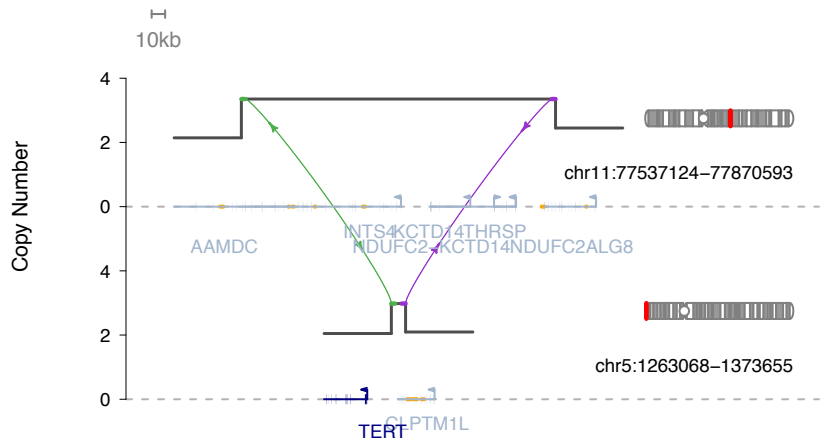 10kb
Copy Number
4
2
0
chr11:77537124–77870593
INTS4KCTD14THRSP
AAMDC NDUFC2–KCTD14NDUFC2ALG8
4
2
0
chr5:1263068–1373655
CLPTM1L
TERT